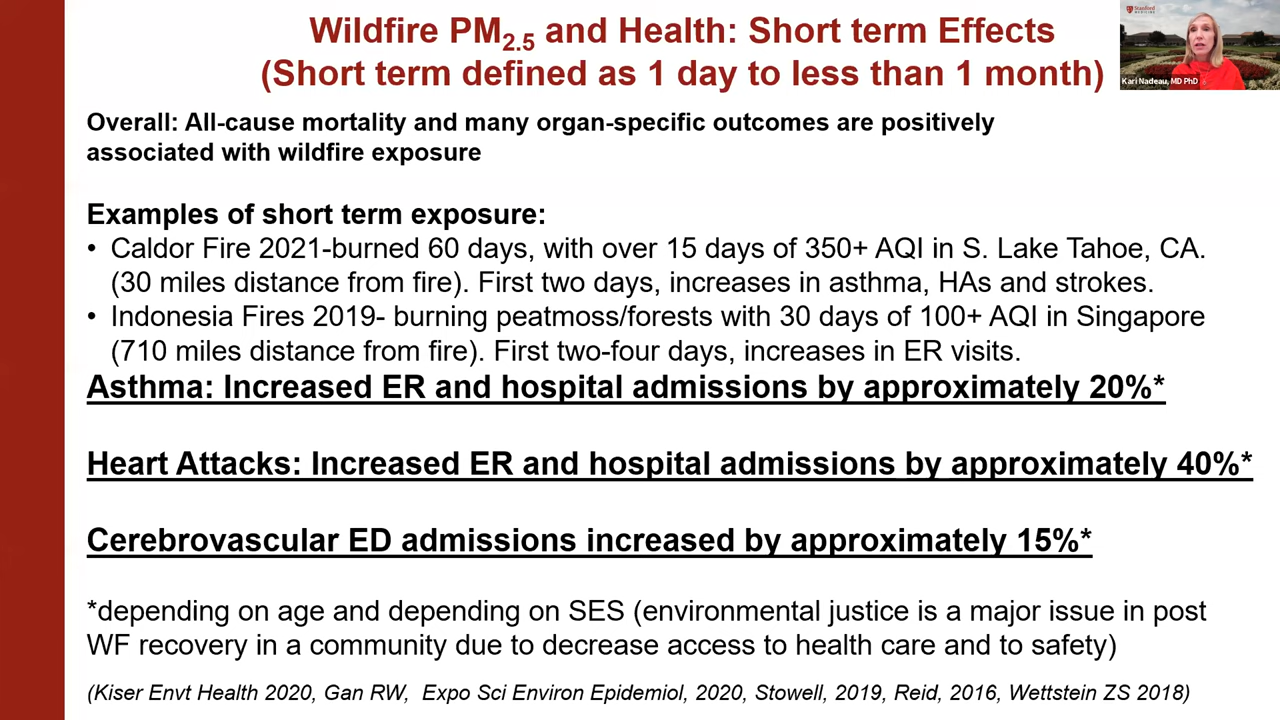 Wildfire PM2.5 and Health: Short term Effects
(Short term defined as 1 day to less than 1 month)
Stanford
MEDICINE
Kari Nadeau, MD PhD
Overall: All-cause mortality and many organ-specific outcomes are positively
associated with wildfire exposure
Examples of short term exposure:
• Caldor Fire 2021-burned 60 days, with over 15 days of 350+ AQI in S. Lake Tahoe, CA.
(30 miles distance from fire). First two days, increases in asthma, HAs and strokes.
• Indonesia Fires 2019- burning peatmoss/forests with 30 days of 100+ AQI in Singapore
(710 miles distance from fire). First two-four days, increases in ER visits.
Asthma: Increased ER and hospital admissions by approximately 20%*
Heart Attacks: Increased ER and hospital admissions by approximately 40%*
Cerebrovascular ED admissions increased by approximately 15%*
*depending on age and depending on SES (environmental justice is a major issue in post
WF recovery in a community due to decrease access to health care and to safety)
(Kiser Envt Health 2020, Gan RW, Expo Sci Environ Epidemiol, 2020, Stowell, 2019, Reid, 2016, Wettstein ZS 2018)